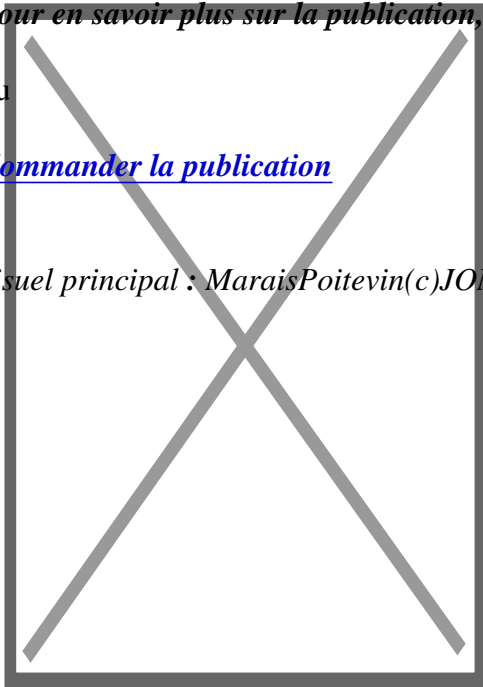 our en savoir plus sur la publication,
u
ommander la publication
suel principal : MaraisPoitevin(c)JO